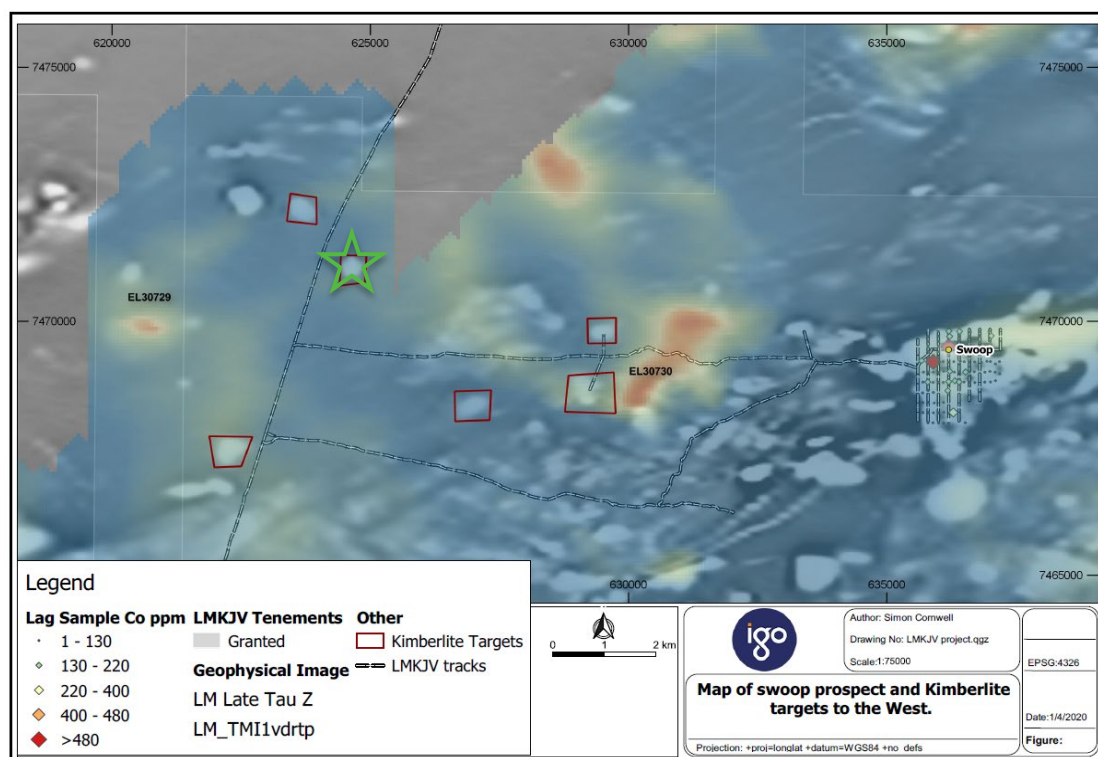 620000
625000
630000
635000
7475000
7475000
EL30729
7470000
7470000
Swoop
EL30730
7465000
630000
635000
Legend
Lag Sample Co ppm
1 - 130
130 - 220
220 - 400
400 - 480
>480
LMKJV Tenements
Granted
Geophysical Image
LM Late Tau Z
LM_TMI1vdrtp
Other
Kimberlite Targets
LMKJV tracks
0 1 2 km
igo
Author: Simon Cornwell
Drawing No: LMKJV project.qgz
Scale:1:75000
EPSG:4326
Map of swoop prospect and Kimberlite
targets to the West.
Date:1/4/2020
Figure:
Projection: +proj=longlat +datum=WGS84 +no_defs